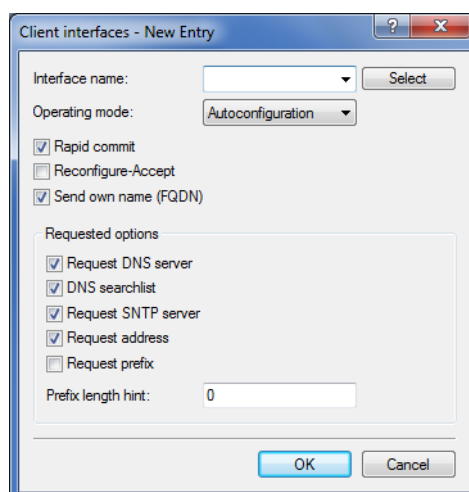 Client interfaces - New Entry
Interface name: Select
Operating mode: Autoconfiguration
Rapid commit
Reconfigure-Accept
Send own name (FQDN)
Requested options
Request DNS server
DNS searchlist
Request SNTP server
Request address
Request prefix
Prefix length hint: 0
OK Cancel